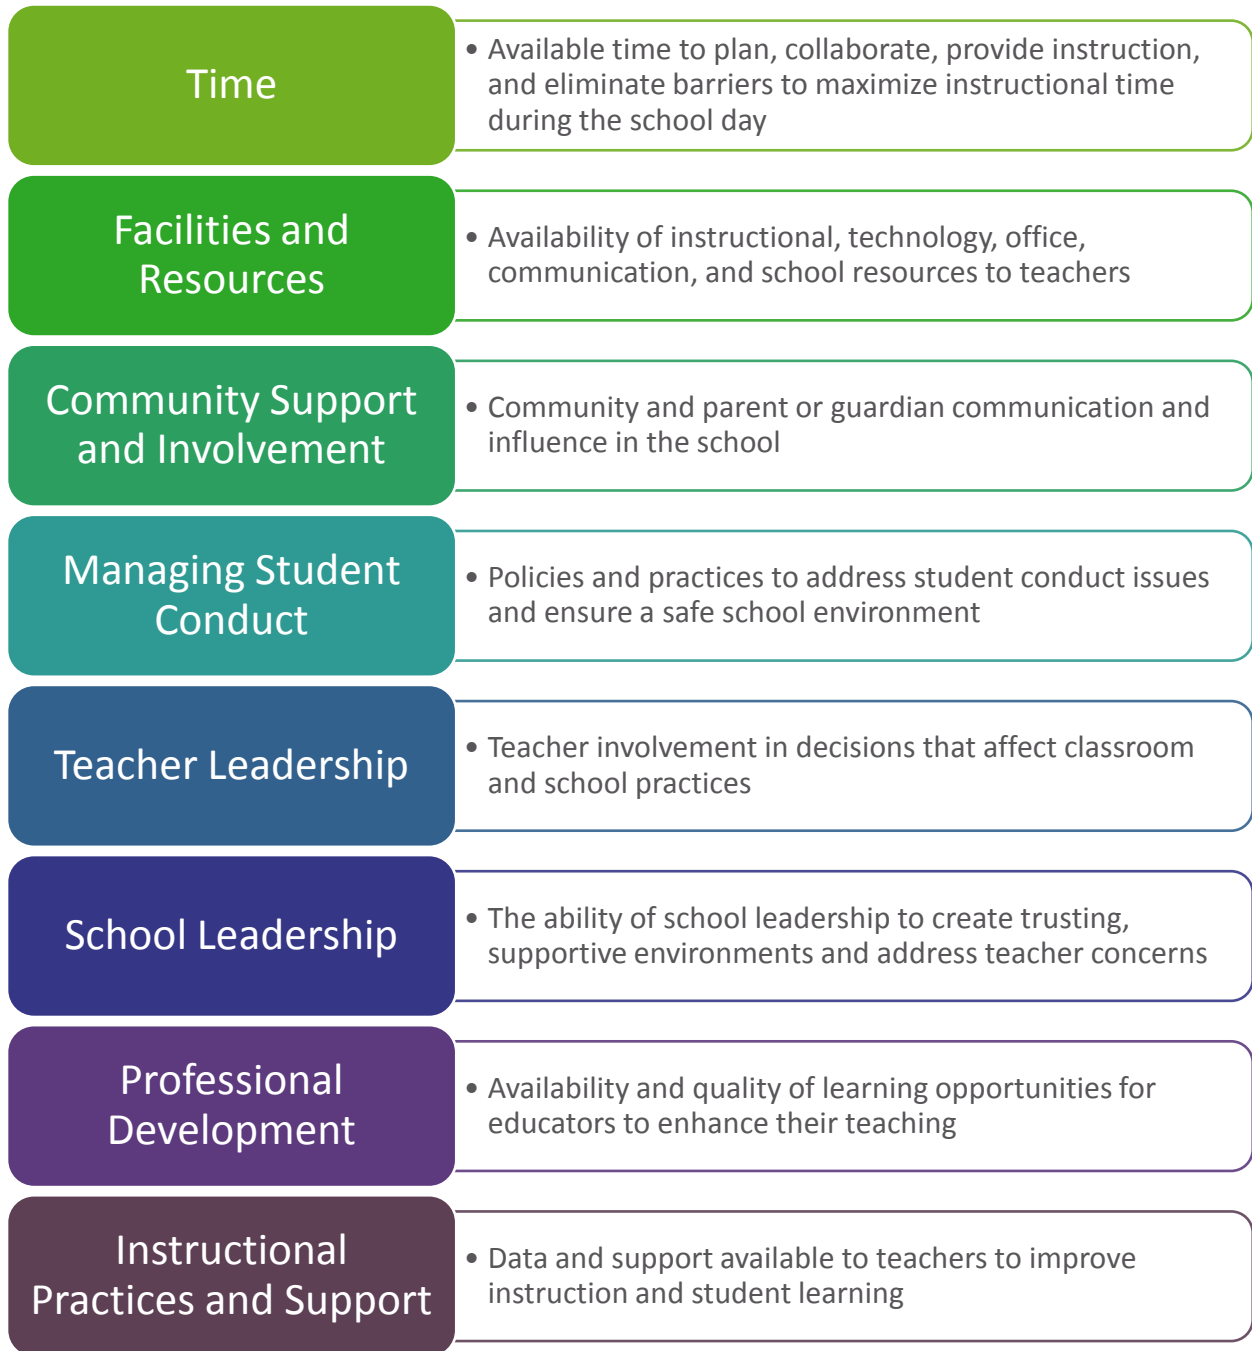 Time
• Available time to plan, collaborate, provide instruction,
and eliminate barriers to maximize instructional time
during the school day
Facilities and
Resources
• Availability of instructional, technology, office,
communication, and school resources to teachers
Community Support
and Involvement
• Community and parent or guardian communication and
influence in the school
Managing Student
Conduct
• Policies and practices to address student conduct issues
and ensure a safe school environment
Teacher Leadership
• Teacher involvement in decisions that affect classroom
and school practices
School Leadership
• The ability of school leadership to create trusting,
supportive environments and address teacher concerns
Professional
Development
• Availability and quality of learning opportunities for
educators to enhance their teaching
Instructional
Practices and Support
• Data and support available to teachers to improve
instruction and student learning